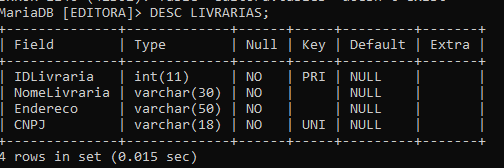 MariaDB [EDITORA]> DESC LIVRARIAS;
+--------------+-------------+------+-----+---------+-------+
| Field        | Type        | Null | Key | Default | Extra |
+--------------+-------------+------+-----+---------+-------+
| IDLivraria   | int(11)     | NO   | PRI | NULL    |       |
| NomeLivraria | varchar(30) | NO   |     | NULL    |       |
| Endereco     | varchar(50) | NO   |     | NULL    |       |
| CNPJ         | varchar(18) | NO   | UNI | NULL    |       |
+--------------+-------------+------+-----+---------+-------+
4 rows in set (0.015 sec)